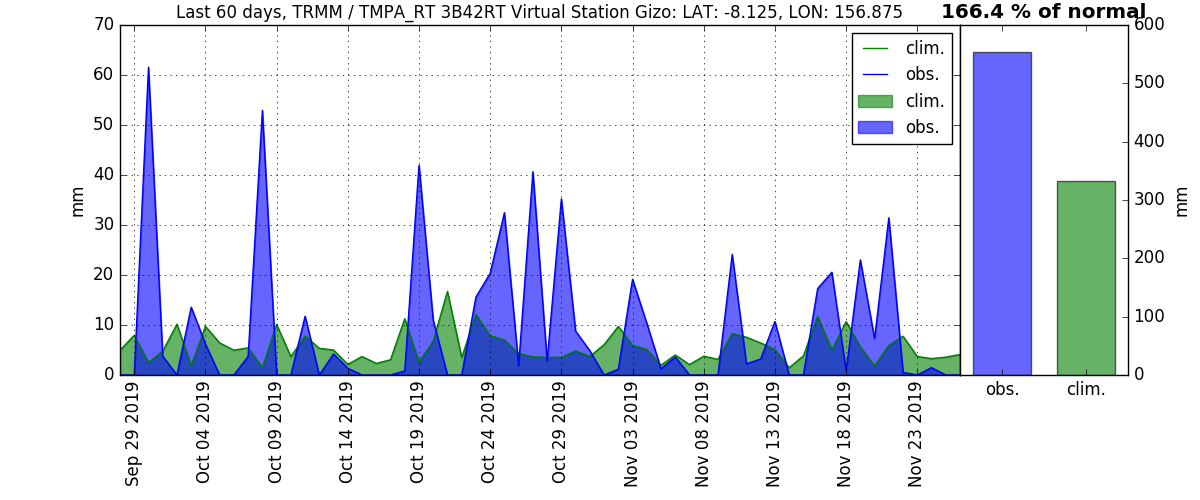 Last 60 days, TRMM / TMPA_RT 3B42RT Virtual Station Gizo: LAT: -8.125, LON: 156.875
166.4 % of normal
70
60
50
40
30
20
10
0
mm
clim.
obs.
clim.
obs.
Sep 29 2019
Oct 04 2019
Oct 09 2019
Oct 14 2019
Oct 19 2019
Oct 24 2019
Oct 29 2019
Nov 03 2019
Nov 08 2019
Nov 13 2019
Nov 18 2019
Nov 23 2019
600
500
400
300
200
100
0
mm
obs.
clim.